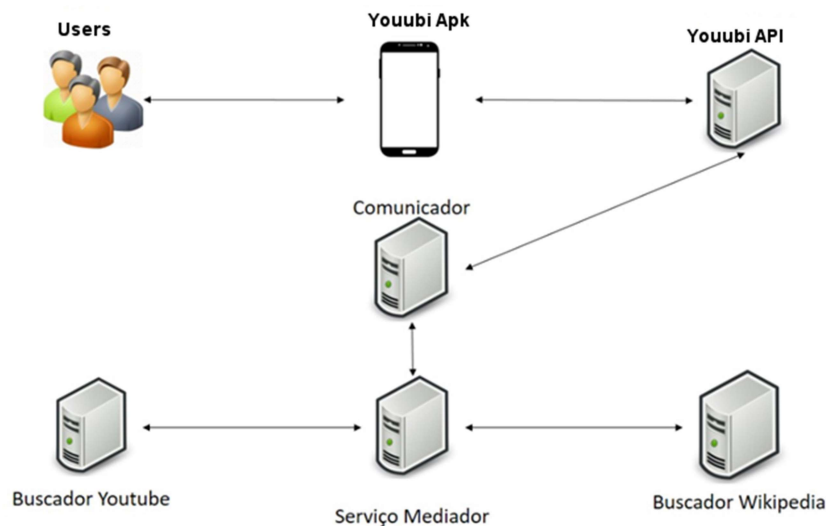 Users
Youubi Apk
Youubi API
Comunicador
Buscador Youtube
Serviço Mediador
Buscador Wikipedia